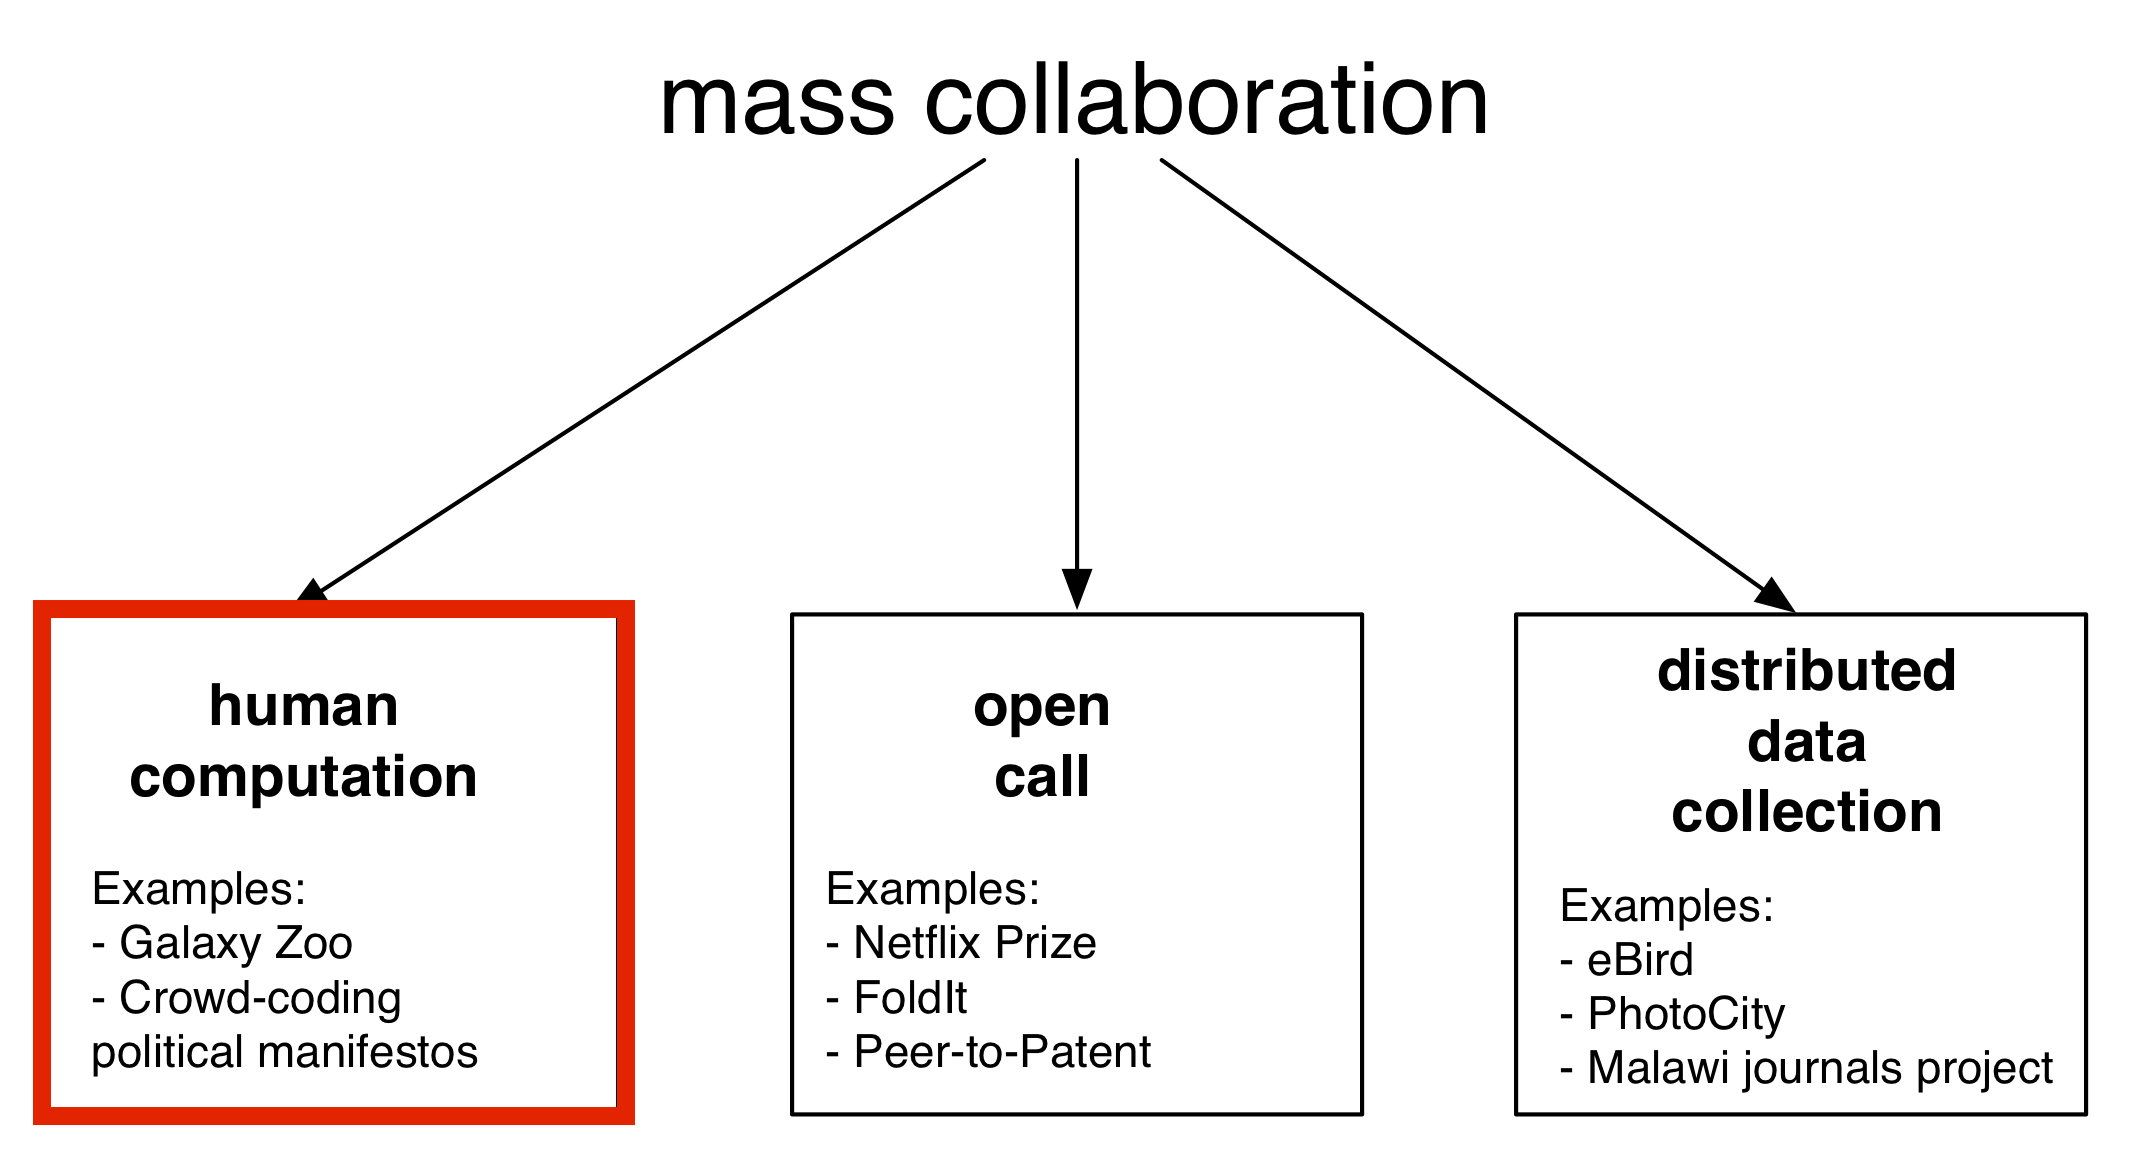 mass collaboration
human
computation
Examples:
- Galaxy Zoo
- Crowd-coding
political manifestos
open
call
Examples:
- Netflix Prize
- FoldIt
- Peer-to-Patent
distributed
data
collection
Examples:
- eBird
- PhotoCity
- Malawi journals project